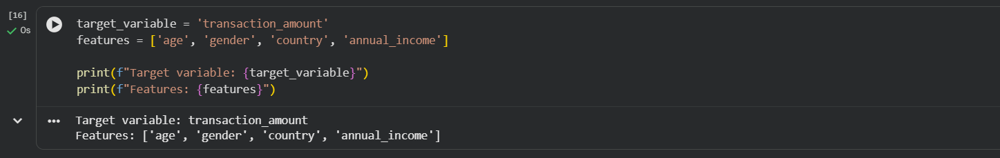 [16]
0s
target_variable = 'transaction_amount'
features = ['age', 'gender', 'country', 'annual_income']
print(f"Target variable: {target_variable}")
print(f"Features: {features}")
Target variable: transaction_amount
Features: ['age', 'gender', 'country', 'annual_income']